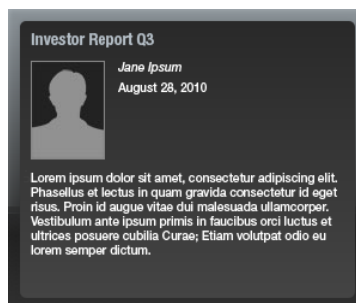 Investor Report Q3
Jane Ipsum
August 28, 2010
Lorem ipsum dolor sit amet, consectetur adipiscing elit.
Phasellus et lectus in quam gravida consectetur id eget
risus. Proin id augue vitae dui malesuada ullamcorper.
Vestibulum ante ipsum primis in faucibus orci luctus et
ultrices posuere cubilia Curae; Etiam volutpat odio eu
lorem semper dictum.